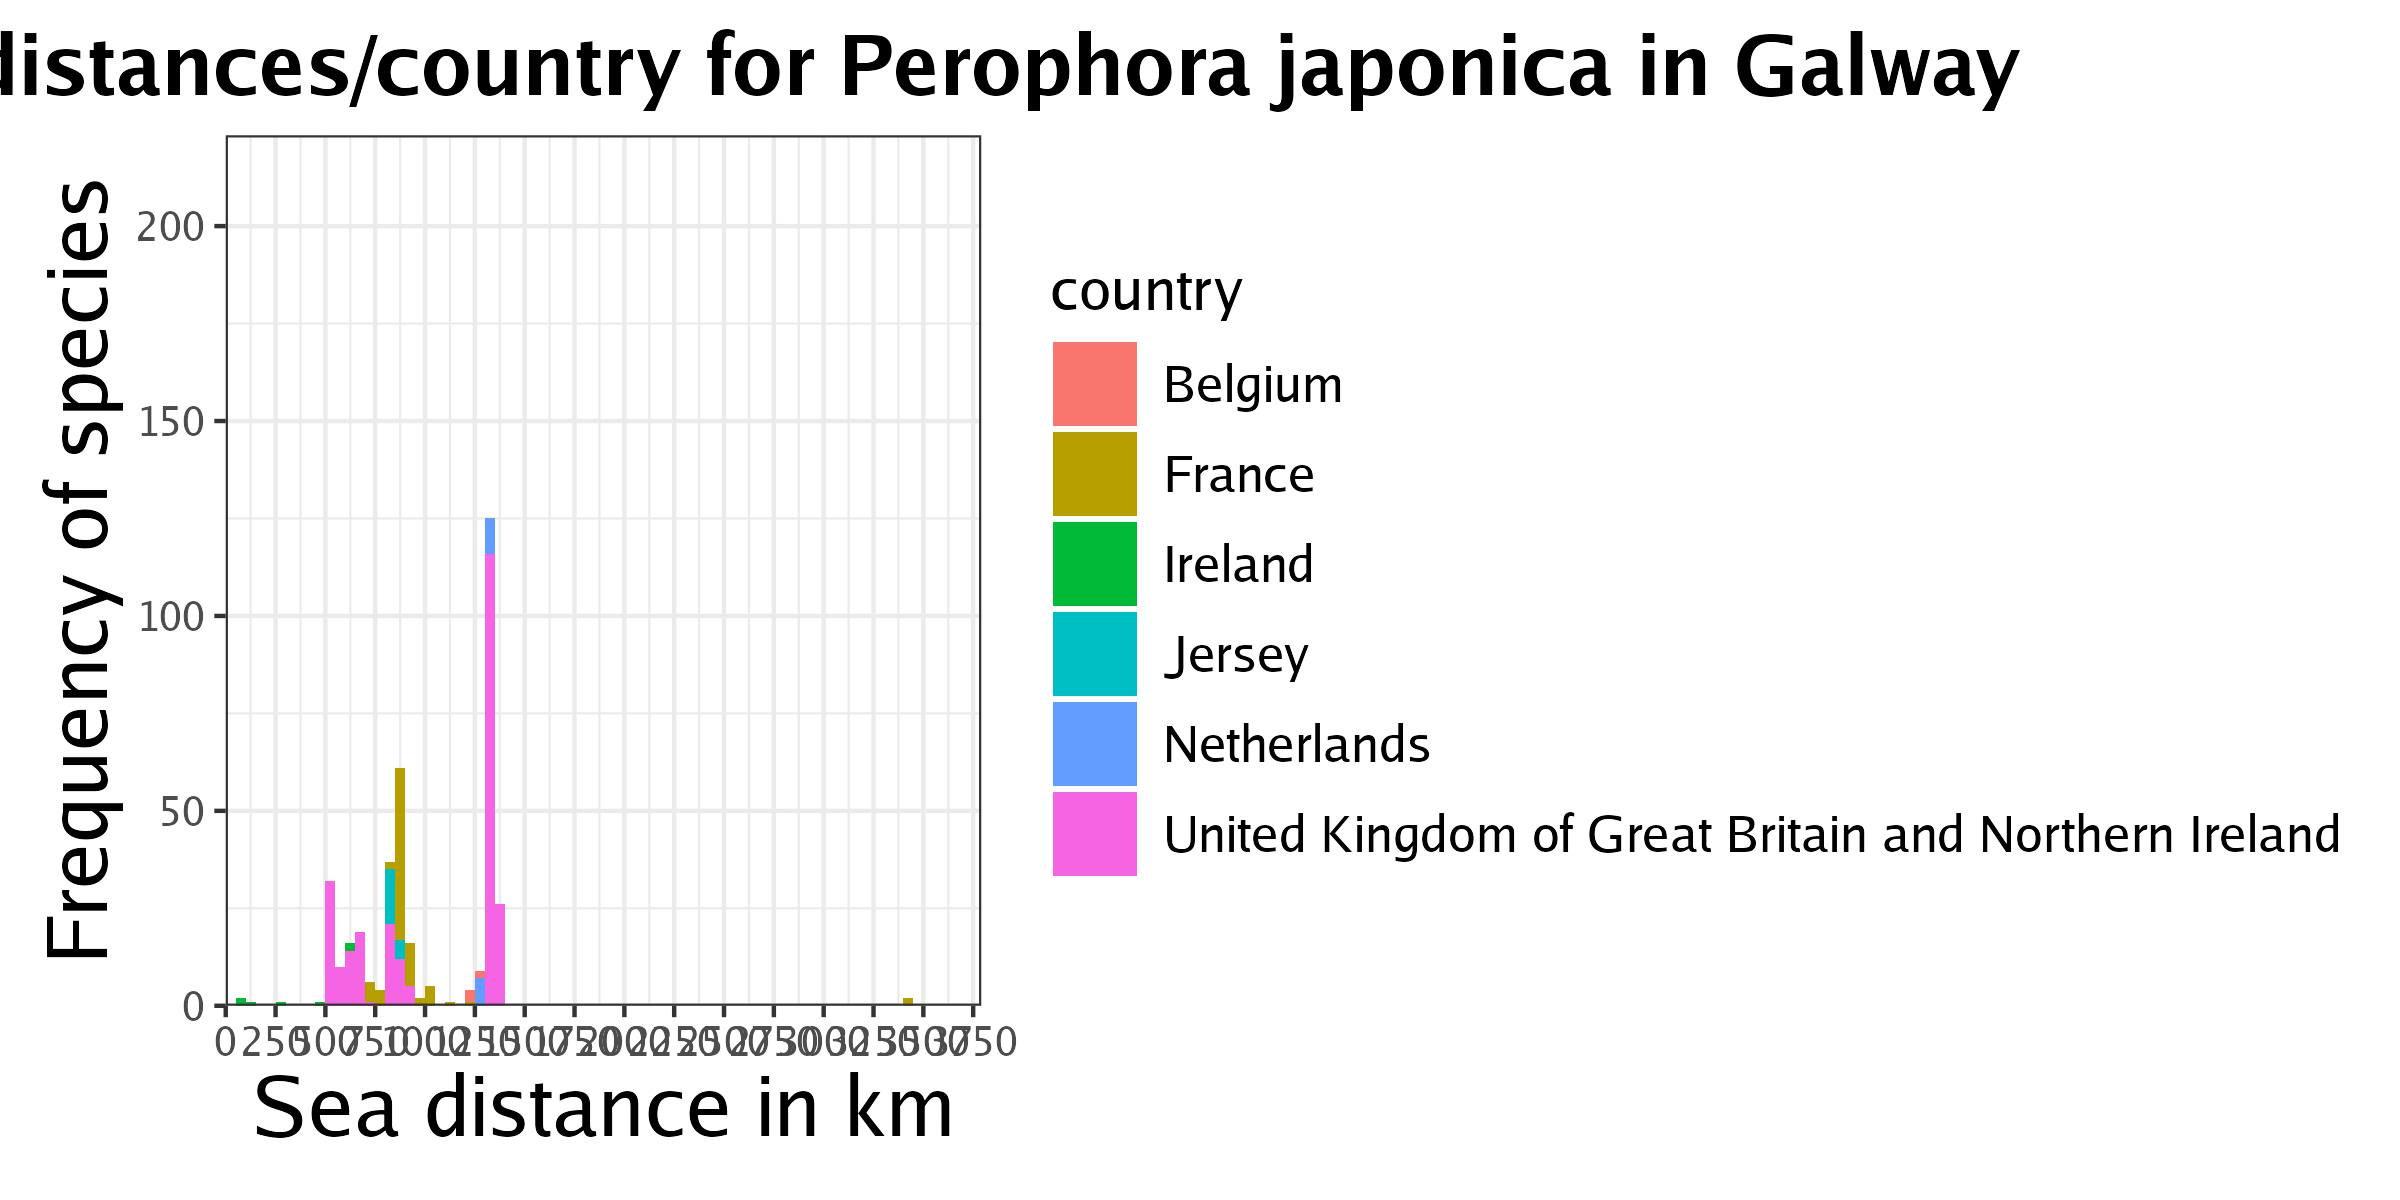 distances/country for Perophora japonica in Galway
Frequency of species
200
150
100
50
0
0 250 500 750 1000 1250 1500 1750 2000 2250 2500 2750 3000 3250 3500 3750
Sea distance in km
country
Belgium
France
Ireland
Jersey
Netherlands
United Kingdom of Great Britain and Northern Ireland